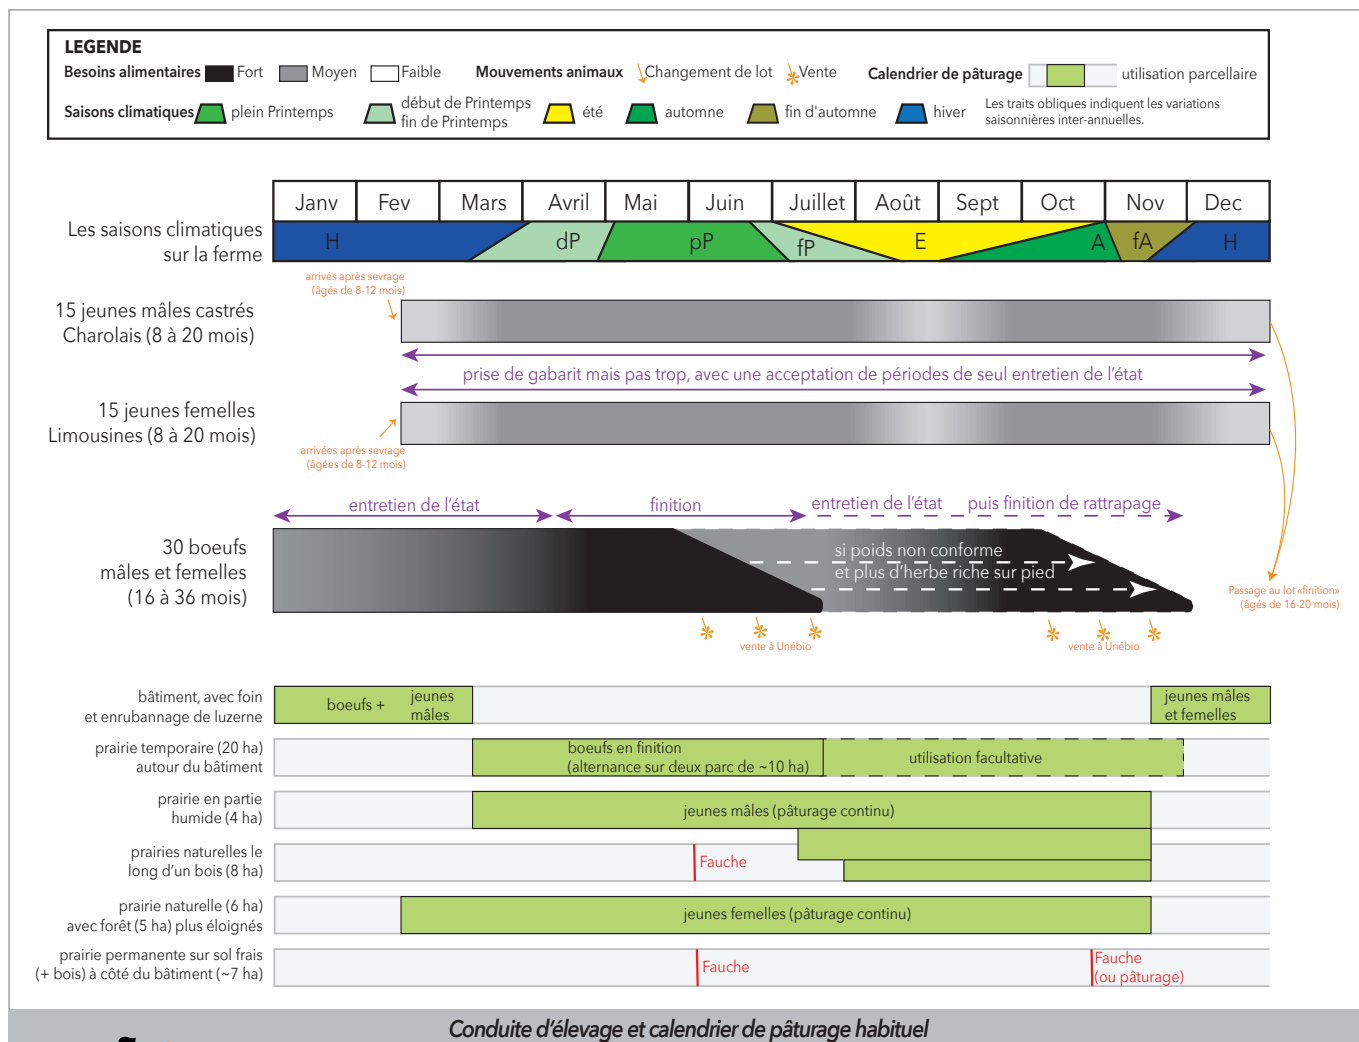 LEGENDE
Besoins alimentaires Fort Moyen Faible Mouvements animaux Changement de lot Vente Calendrier de pâturage utilisation parcellaire
Saisons climatiques plein Printemps début de Printemps
fin de Printemps été automne fin d'automne hiver Les traits obliques indiquent les variations
saisonnières inter-annuelles.
Janv Fev Mars Avril Mai Juin Juillet Août Sept Oct Nov Dec
Les saisons climatiques
sur la ferme
H dP pP fP E A fA H
arrivés après sevrage
(âgés de 8-12 mois)
15 jeunes mâles castrés
Charolais (8 à 20 mois)
prise de gabarit mais pas trop, avec une acceptation de périodes de seul entretien de l'état
15 jeunes femelles
Limousines (8 à 20 mois)
arrivées après sevrage
(âgées de 8-12 mois)
entretien de l'état finition entretien de l'état puis finition de rattrapage
30 boeufs
mâles et femelles
(16 à 36 mois)
si poids non conforme
et plus d'herbe riche sur pied
Passage au lot «finition»
(âgés de 16-20 mois)
vente à Unébio vente à Unébio
bâtiment, avec foin
et enrubannage de luzerne
boeufs + jeunes
mâles
jeunes mâles
et femelles
prairie temporaire (20 ha)
autour du bâtiment
boeufs en finition
(alternance sur deux parc de ~10 ha)
utilisation facultative
prairie en partie
humide (4 ha)
jeunes mâles (pâturage continu)
prairies naturelles le
long d'un bois (8 ha)
Fauche
prairie naturelle (6 ha)
avec forêt (5 ha) plus éloignés
jeunes femelles (pâturage continu)
prairie permanente sur sol frais
(+ bois) à côté du bâtiment (~7 ha)
Fauche
Fauche
(ou pâturage)
Conduite d'élevage et calendrier de pâturage habituel